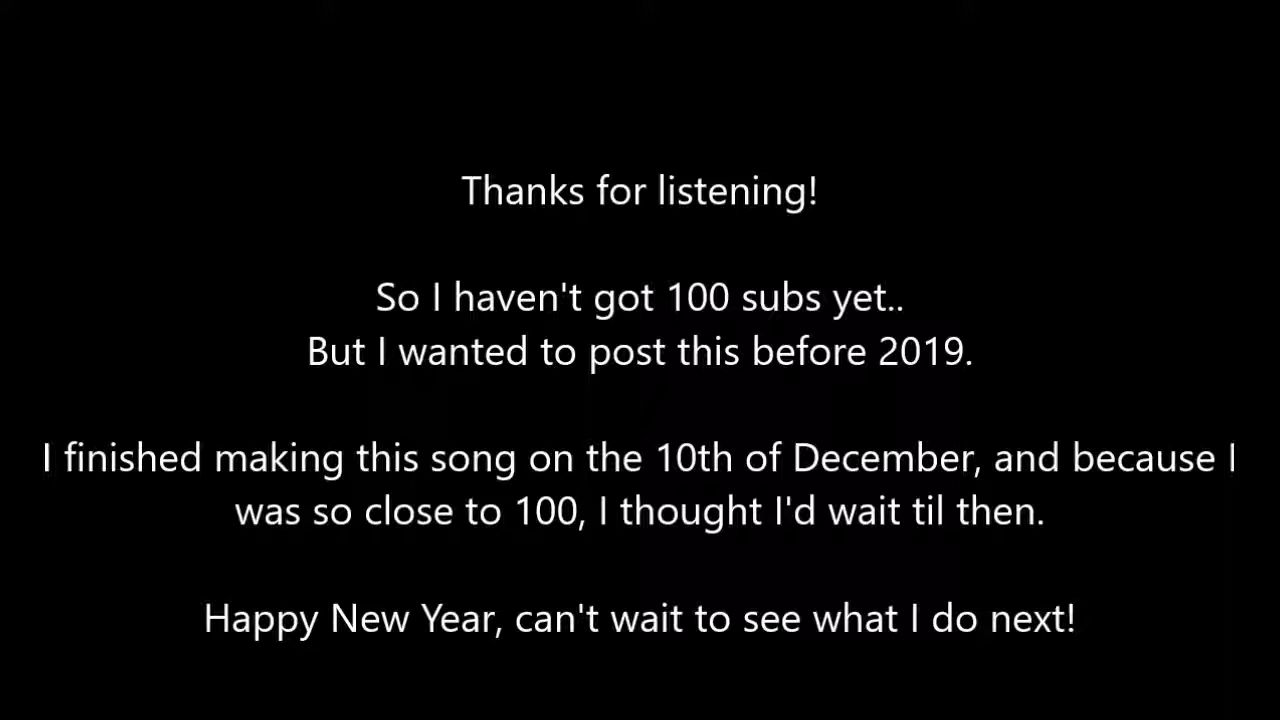 Thanks for listening!
So I haven't got 100 subs yet..
But I wanted to post this before 2019.
I finished making this song on the 10th of December, and because I
was so close to 100, I thought I'd wait til then.
Happy New Year, can't wait to see what I do next!